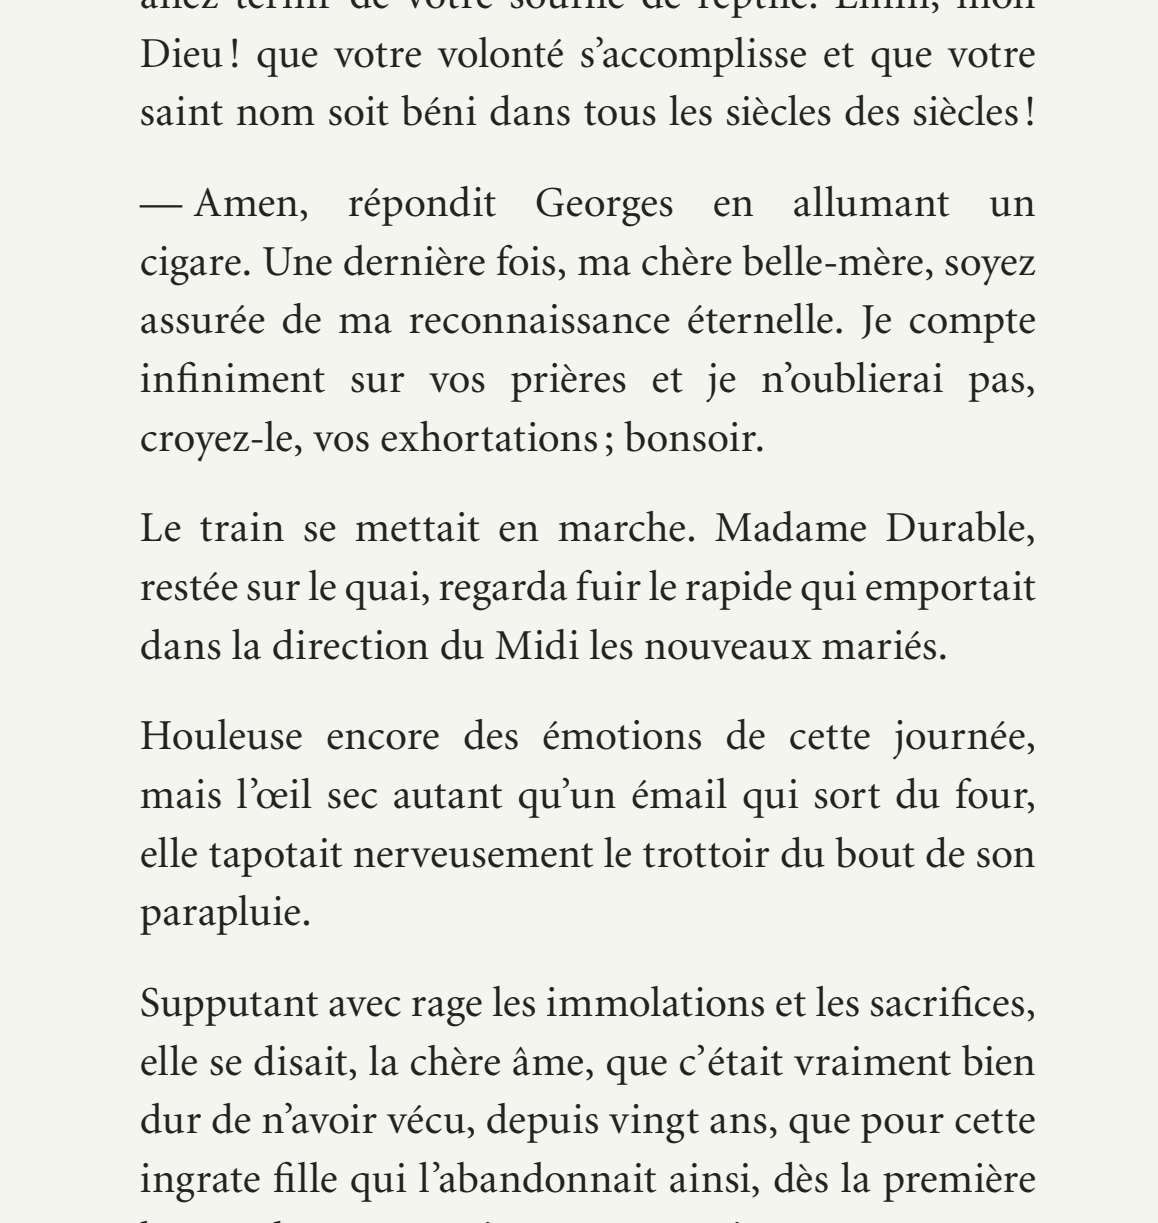 Dieu ! que votre volonté s’accomplisse et que votre
saint nom soit béni dans tous les siècles des siècles !
— Amen, répondit Georges en allumant un
cigare. Une dernière fois, ma chère belle-mère, soyez
assurée de ma reconnaissance éternelle. Je compte
infiniment sur vos prières et je n’oublierai pas,
croyez-le, vos exhortations ; bonsoir.
Le train se mettait en marche. Madame Durable,
restée sur le quai, regarda fuir le rapide qui emportait
dans la direction du Midi les nouveaux mariés.
Houleuse encore des émotions de cette journée,
mais l’œil sec autant qu’un émail qui sort du four,
elle tapotait nerveusement le trottoir du bout de son
parapluie.
Supputant avec rage les immolations et les sacrifices,
elle se disait, la chère âme, que c’était vraiment bien
dur de n’avoir vécu, depuis vingt ans, que pour cette
ingrate fille qui l’abandonnait ainsi, dès la première